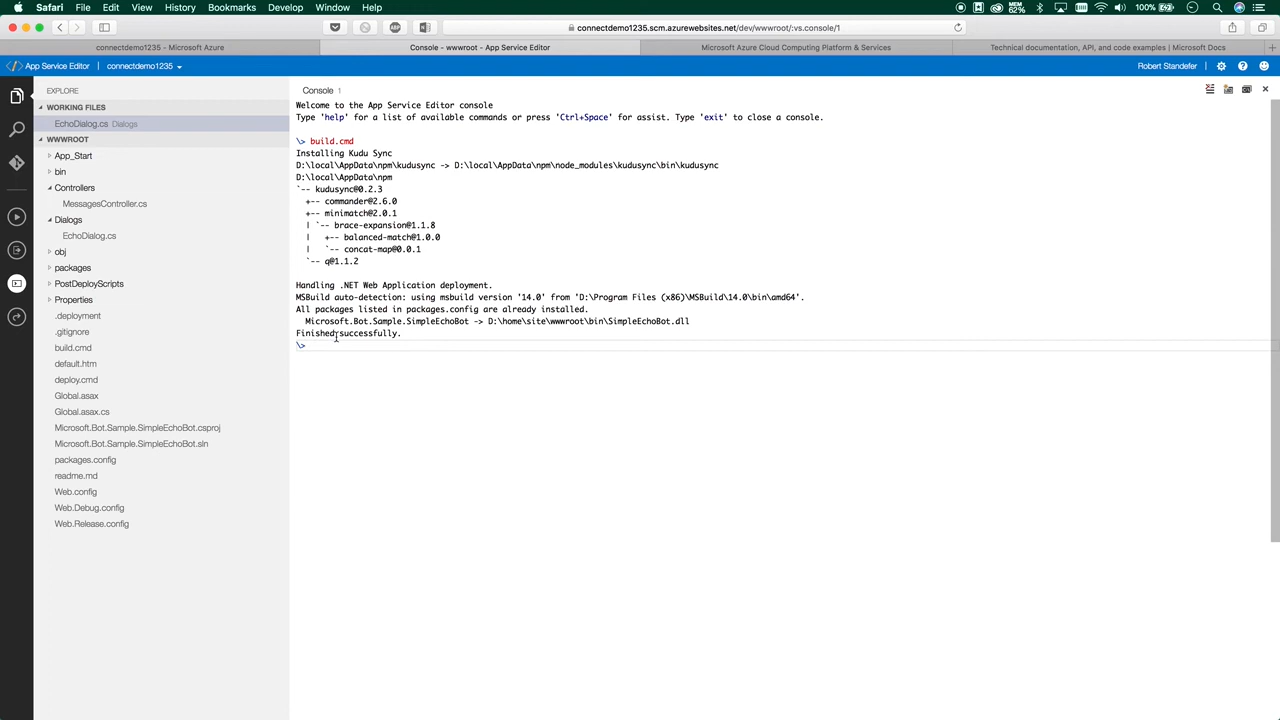 Safari File Edit View History Bookmarks Develop Window Help 100%
connectdemo1235.scm.azurewebsites.net/dev/wwwroot/:vs.console/1
connectdemo1235 - Microsoft Azure
Console - wwwroot - App Service Editor
Microsoft Azure Cloud Computing Platform & Services
Technical documentation, API, and code examples | Microsoft Docs
App Service Editor | connectdemo1235
Robert Standefer
EXPLORE
WORKING FILES
EchoDialog.cs Dialogs
WWWROOT
App_Start
bin
Controllers
MessagesController.cs
Dialogs
EchoDialog.cs
obj
packages
PostDeployScripts
Properties
.deployment
.gitignore
build.cmd
default.htm
deploy.cmd
Global.asax
Global.asax.cs
Microsoft.Bot.Sample.SimpleEchoBot.csproj
Microsoft.Bot.Sample.SimpleEchoBot.sln
packages.config
readme.md
Web.config
Web.Debug.config
Web.Release.config
Console 1
Welcome to the App Service Editor console
Type 'help' for a list of available commands or press 'Ctrl+Space' for assist. Type 'exit' to close a console.
\> build.cmd
Installing Kudu Sync
D:\local\AppData\npm\kudusync -> D:\local\AppData\npm\node_modules\kudusync\bin\kudusync
D:\local\AppData\npm
`-- kudusync@0.2.3
+-- commander@2.6.0
+-- minimatch@2.0.1
| `-- brace-expansion@1.1.8
| +-- balanced-match@1.0.0
| `-- concat-map@0.0.1
`-- q@1.1.2
Handling .NET Web Application deployment.
MSBuild auto-detection: using msbuild version '14.0' from 'D:\Program Files (x86)\MSBuild\14.0\bin\amd64'.
All packages listed in packages.config are already installed.
Microsoft.Bot.Sample.SimpleEchoBot -> D:\home\site\wwwroot\bin\SimpleEchoBot.dll
Finished successfully.
\>